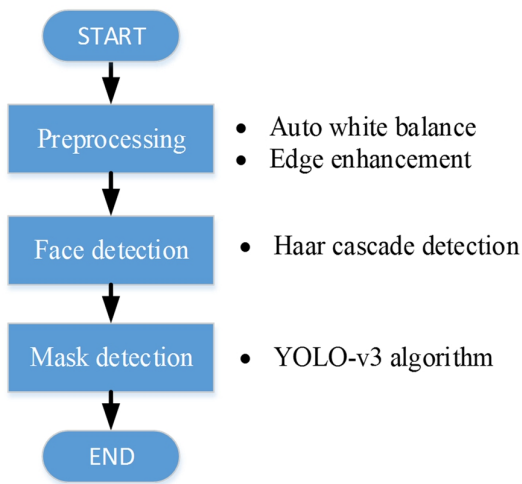 START
Preprocessing
• Auto white balance
• Edge enhancement
Face detection
• Haar cascade detection
Mask detection
• YOLO-v3 algorithm
END